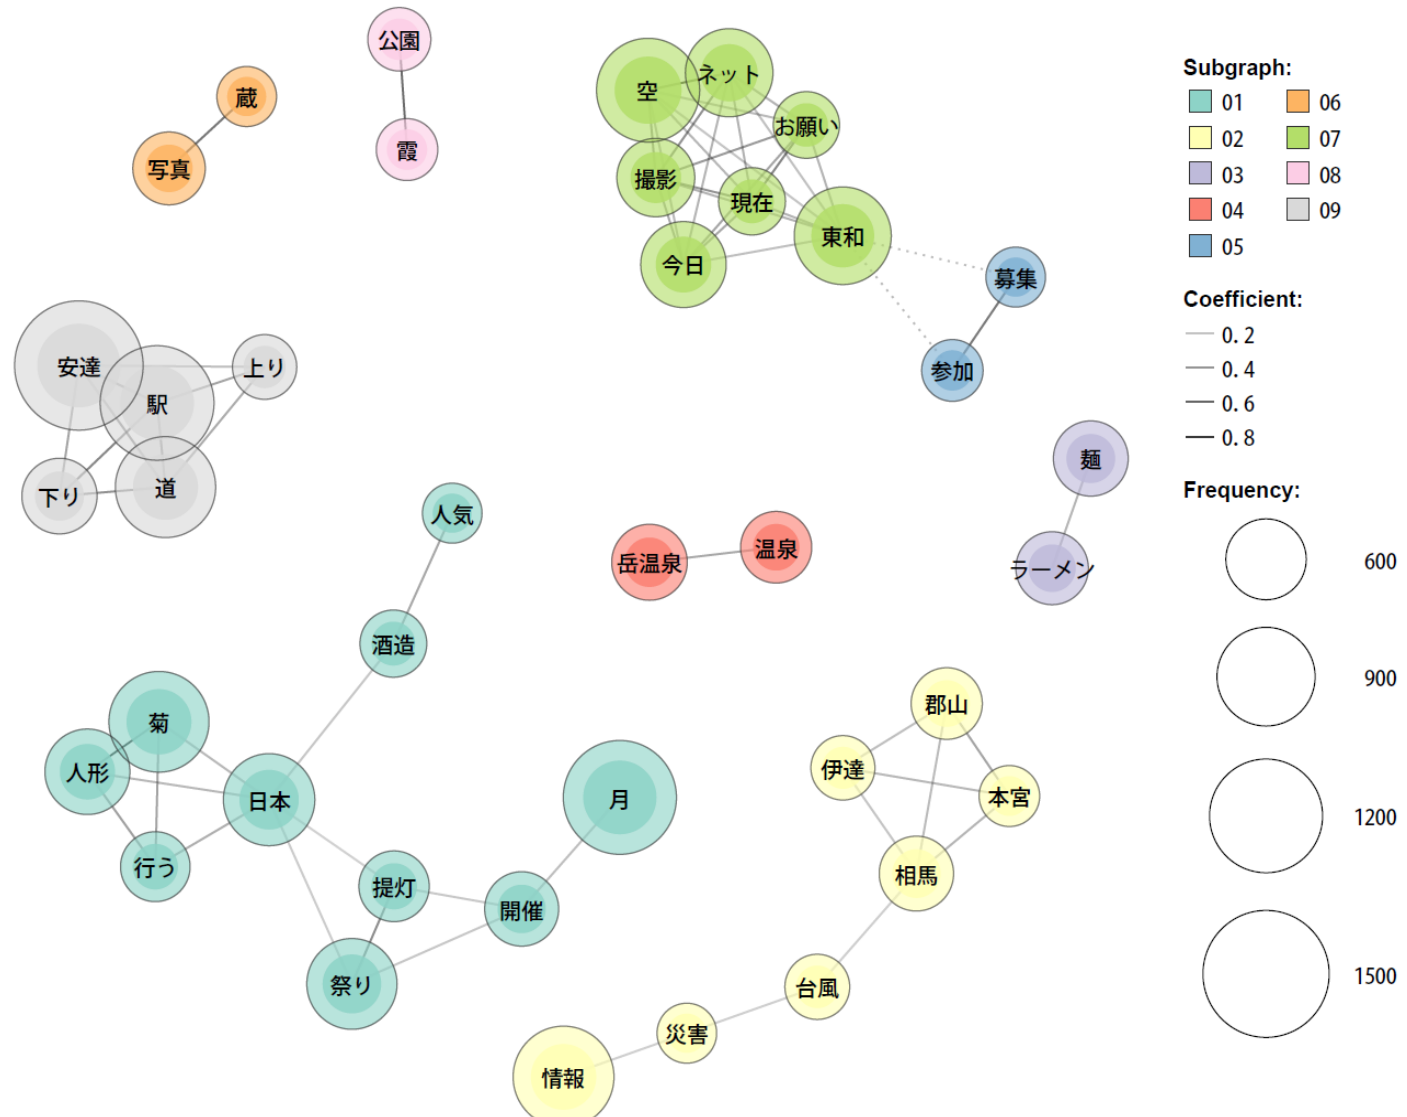 公園
蔵
霞
写真
空
ネット
お願い
撮影
現在
東和
今日
募集
参加
安達
上り
駅
下り
道
麺
ラーメン
岳温泉
温泉
人気
酒造
菊
人形
日本
行う
月
提灯
開催
祭り
郡山
伊達
本宮
相馬
台風
災害
情報
Subgraph:
01
06
02
07
03
08
04
09
05
Coefficient:
0.2
0.4
0.6
0.8
Frequency:
600
900
1200
1500